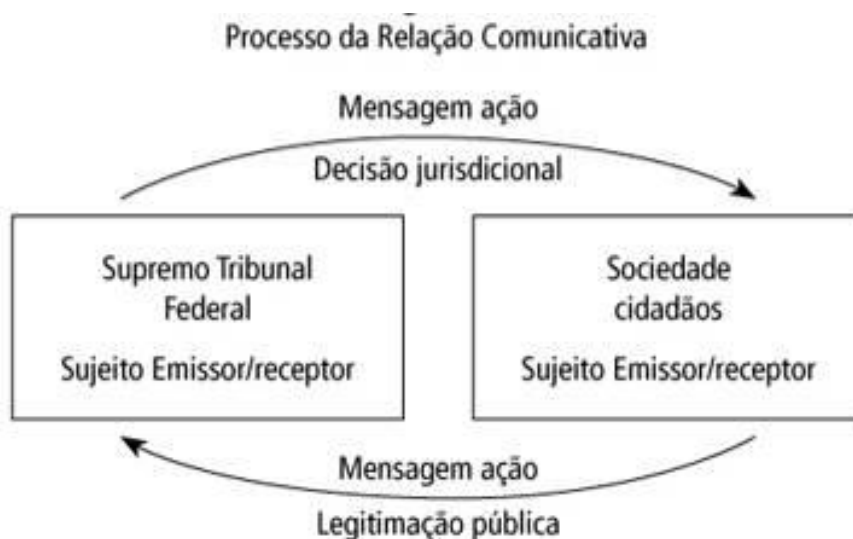 Processo da Relação Comunicativa
Mensagem ação
Decisão jurisdicional
Supremo Tribunal
Federal
Sujeito Emissor/receptor
Sociedade
cidadãos
Sujeito Emissor/receptor
Mensagem ação
Legitimação pública